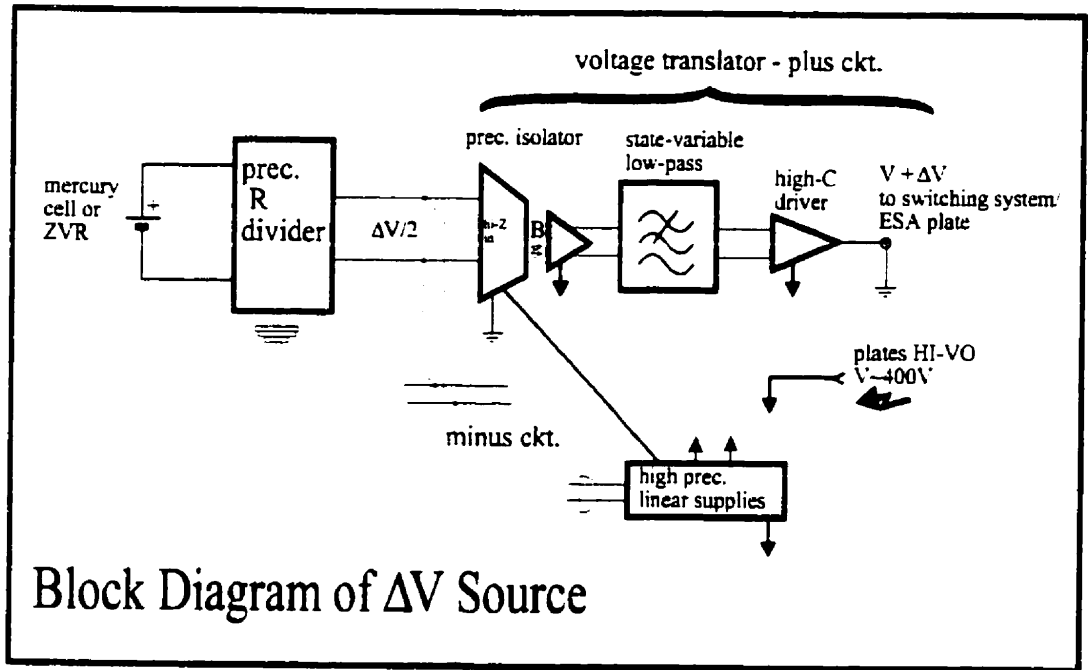 voltage translator - plus ckt.
prec. isolator
state-variable
low-pass
high-C
driver
V + ΔV
to switching system/
ESA plate
mercury
cell or
ZVR
+
prec.
R
divider
ΔV/2
B
plates HI-VO
V~400V
minus ckt.
high prec.
linear supplies
Block Diagram of ΔV Source